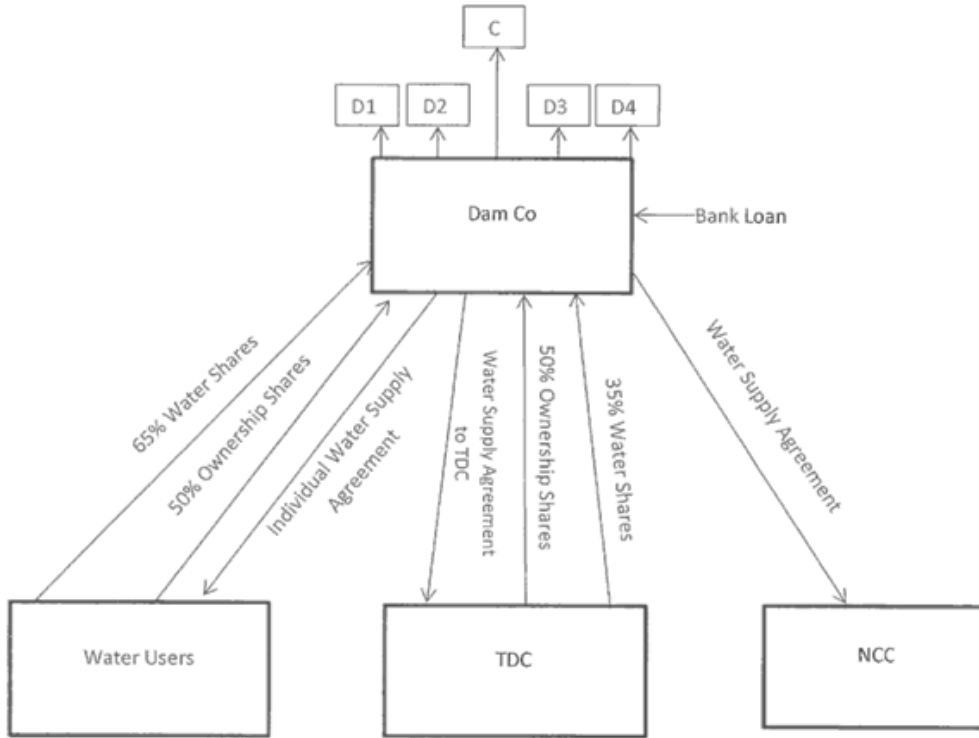 C
D1
D2
D3
D4
Dam Co
Bank Loan
65% Water Shares
50% Ownership Shares
Individual Water Supply
Agreement
Water Supply Agreement
to TDC
50% Ownership Shares
35% Water Shares
Water Supply Agreement
Water Users
TDC
NCC